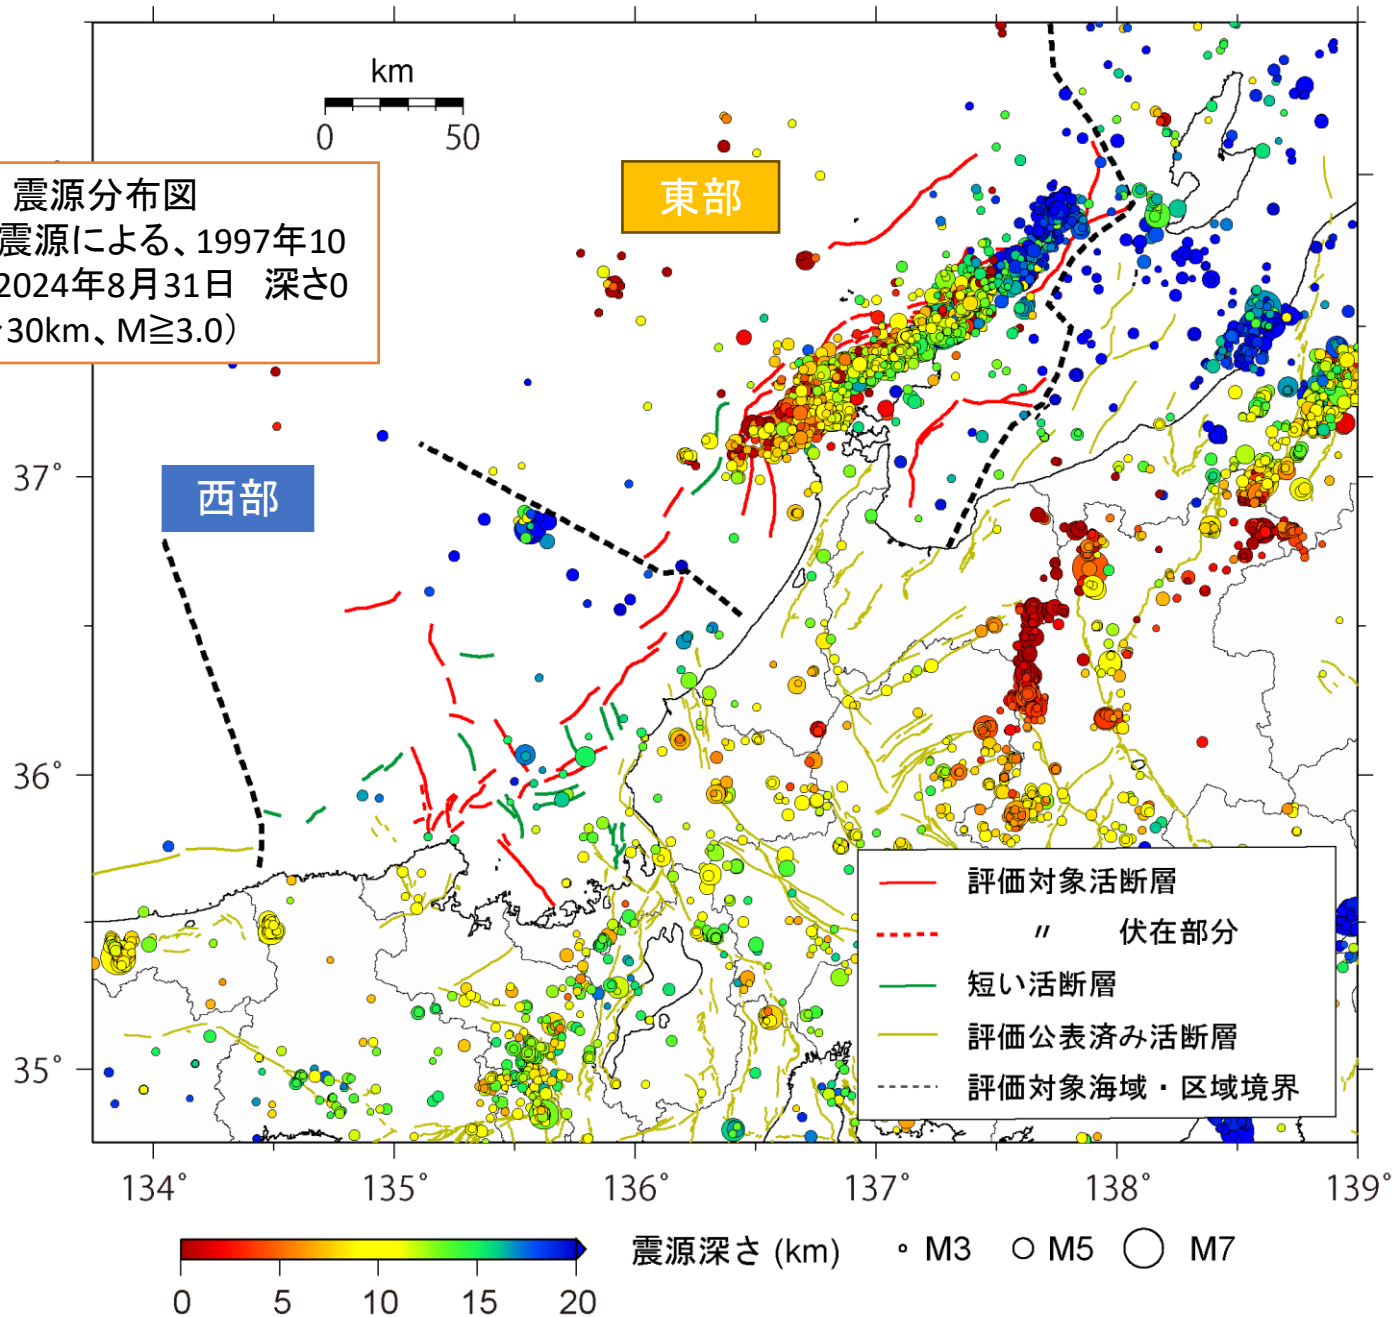 km
0 50
震源分布図
震源による、1997年10
2024年8月31日 深さ0
30km、M≧3.0）
東部
西部
37°
36°
35°
評価対象活断層
〃 伏在部分
短い活断層
評価公表済み活断層
評価対象海域・区域境界
134° 135° 136° 137° 138° 139°
震源深さ (km) M3 M5 M7
0 5 10 15 20